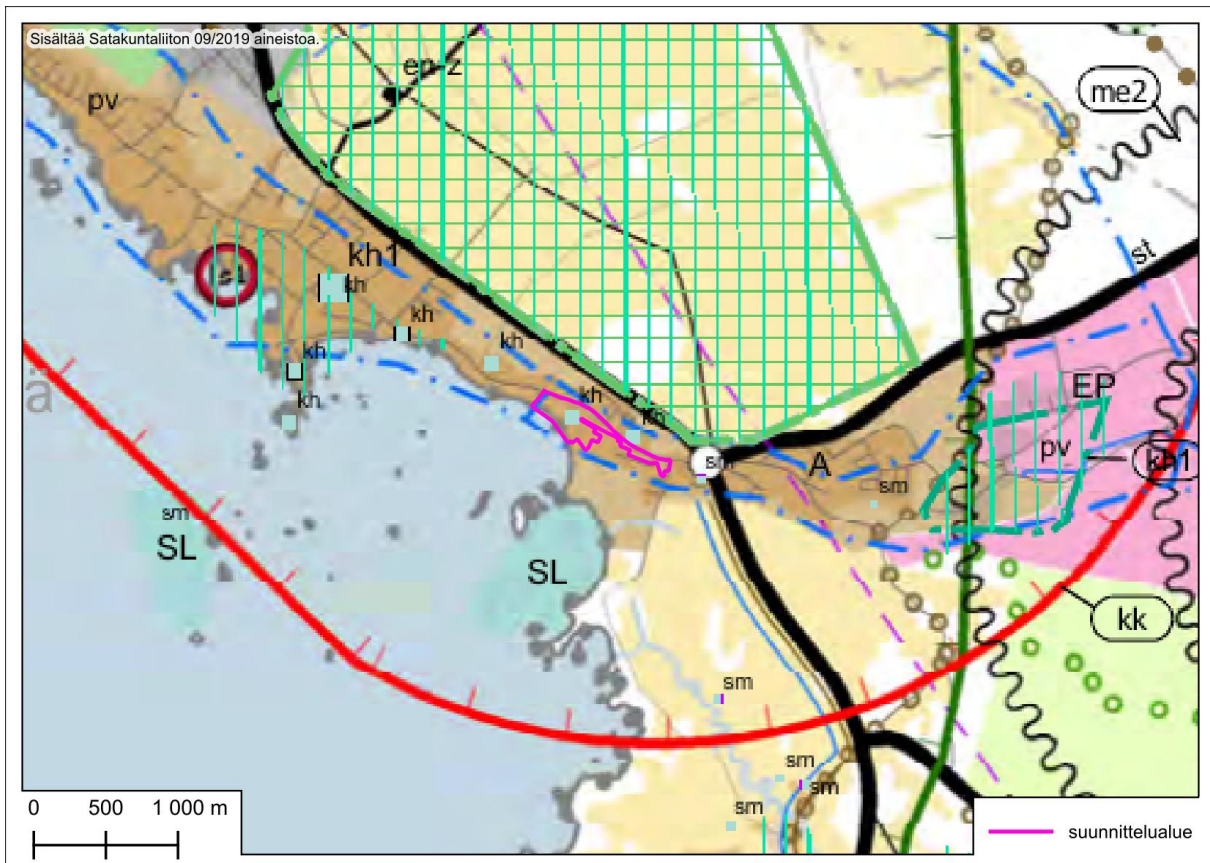 Sisältää Satakuntaliiton 09/2019 aineistoa.
en-z
pv
me2
st
kh1
kh
kh
kh
kh
kh
kh
EP
pv
kh1
A
sm
sm
ä
sm
SL
SL
kk
sm
sm
sm
sm
0 500 1 000 m
suunnittelualue